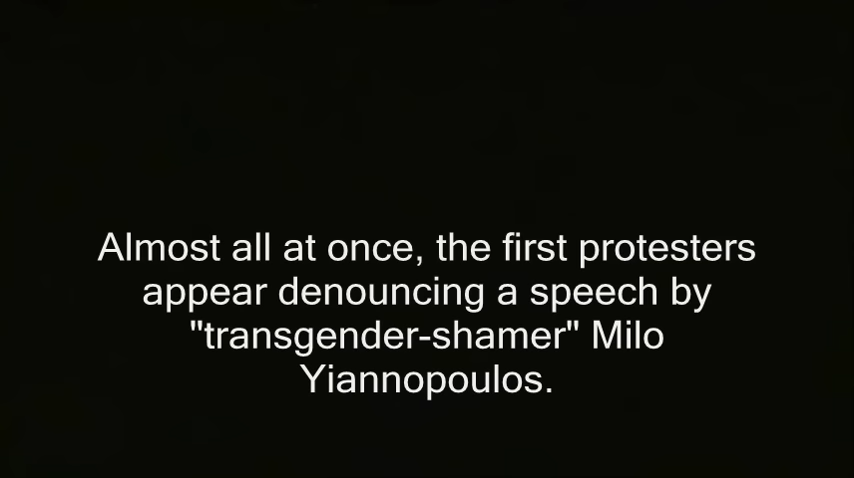 Almost all at once, the first protesters
appear denouncing a speech by
"transgender-shamer" Milo
Yiannopoulos.